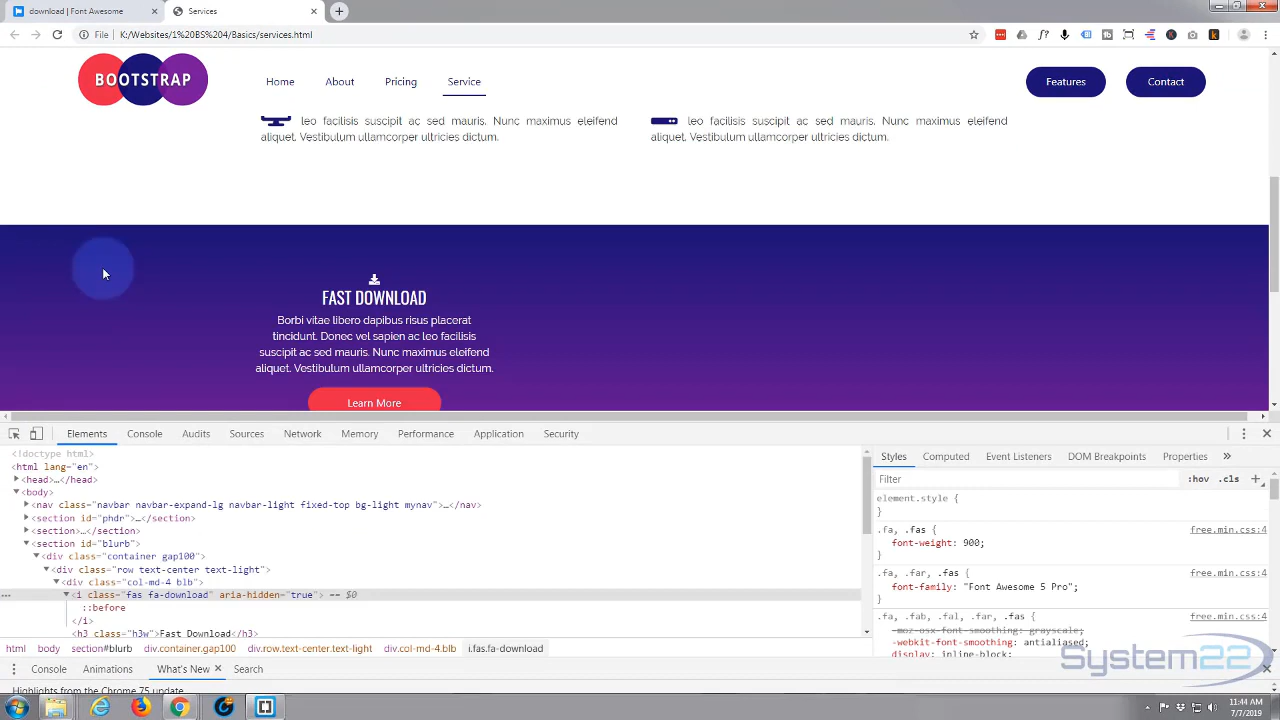 download | Font Awesome
Services
File K:/Websites/1%20BS%204/Basics/services.html
BOOTSTRAP
Home
About
Pricing
Service
Features
Contact
leo facilisis suscipit ac sed mauris. Nunc maximus eleifend
aliquet. Vestibulum ullamcorper ultricies dictum.
leo facilisis suscipit ac sed mauris. Nunc maximus eleifend
aliquet. Vestibulum ullamcorper ultricies dictum.
FAST DOWNLOAD
Borbi vitae libero dapibus risus placerat
tincidunt. Donec vel sapien ac leo facilisis
suscipit ac sed mauris. Nunc maximus eleifend
aliquet. Vestibulum ullamcorper ultricies dictum.
Learn More
Elements Console Audits Sources Network Memory Performance Application Security
<!doctype html>
<html lang="en">
<head>…</head>
<body>
<nav class="navbar navbar-expand-lg navbar-light fixed-top bg-light mynav">…</nav>
<section id="phdr">…</section>
<section>…</section>
<section id="blurb">
<div class="container gap100">
<div class="row text-center text-light">
<div class="col-md-4 blb">
<i class="fas fa-download" aria-hidden="true"> == $0
::before
</i>
<h3 class="h3w">Fast Download</h3>
html body section#blurb div.container.gap100 div.row.text-center.text-light div.col-md-4.blb i.fas.fa-download
Styles Computed Event Listeners DOM Breakpoints Properties »
Filter :hov .cls +
element.style {
}
.fa, .fas { free.min.css:4
font-weight: 900;
}
.fa, .far, .fas { free.min.css:4
font-family: "Font Awesome 5 Pro";
}
.fa, .fab, .fal, .far, .fas { free.min.css:4
-moz-osx-font-smoothing: grayscale;
-webkit-font-smoothing: antialiased;
display: inline-block;
System22
Console Animations What's New Search
Highlights from the Chrome 75 update
11:44 AM
7/7/2019